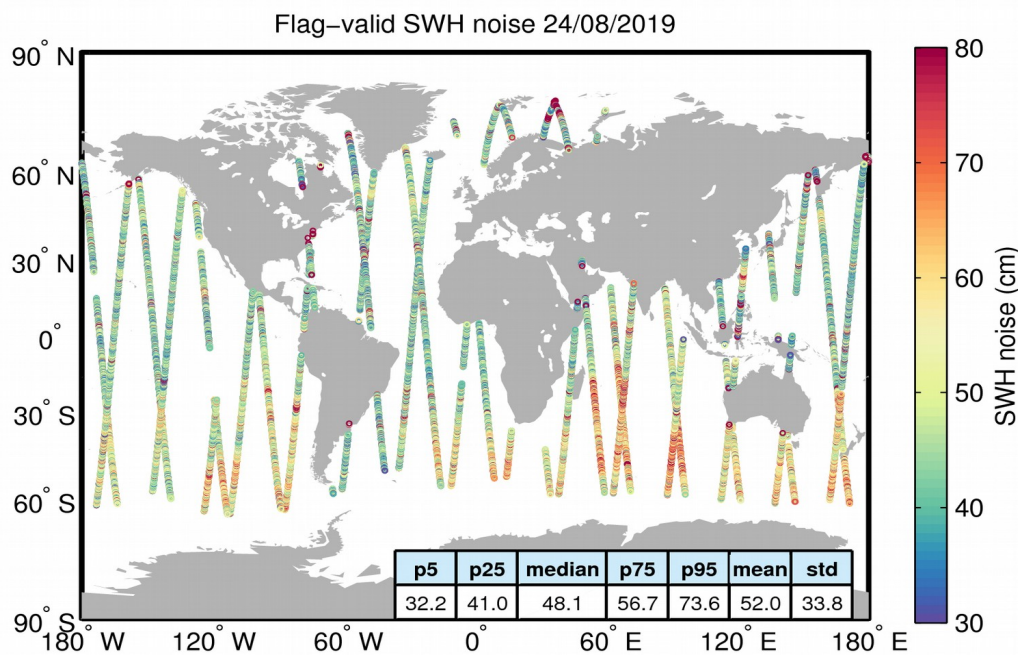 Flag−valid SWH noise 24/08/2019
90° N
60° N
30° N
0°
30° S
60° S
90° S
180° W
120° W
60° W
0°
60° E
120° E
180° E
80
70
60
50
40
30
SWH noise (cm)
p5 p25 median p75 p95 mean std
32.2 41.0 48.1 56.7 73.6 52.0 33.8